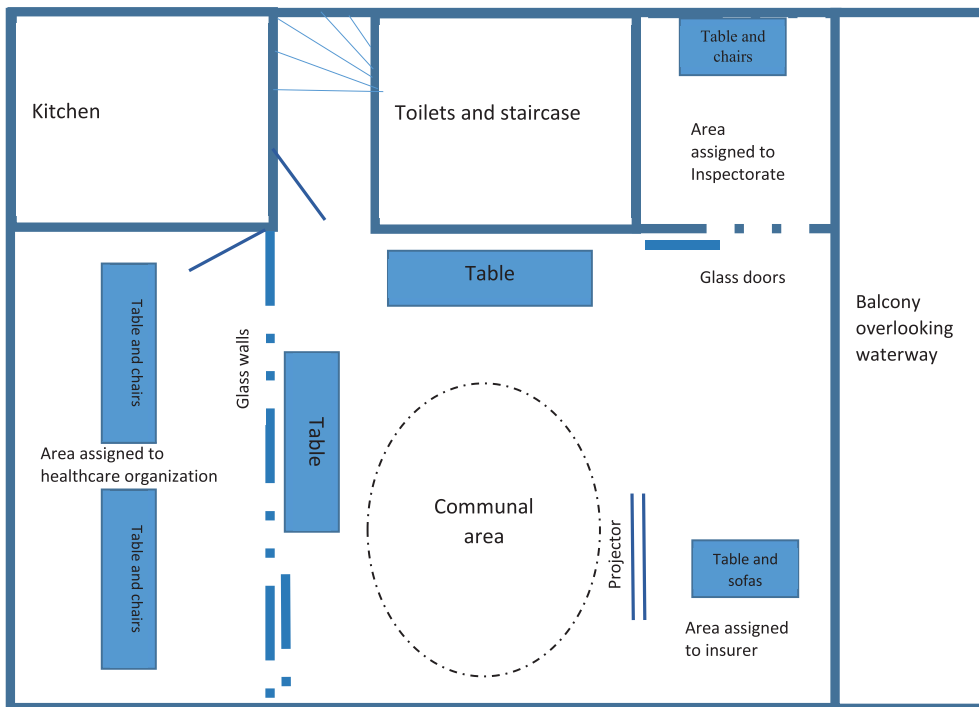 Kitchen
Toilets and staircase
Table and
chairs
Area
assigned to
Inspectorate
Table
Glass doors
Balcony
overlooking
waterway
Table and chairs
Glass walls
Table
Area assigned to
healthcare organization
Table and chairs
Communal
area
Projector
Table and
sofas
Area assigned
to insurer